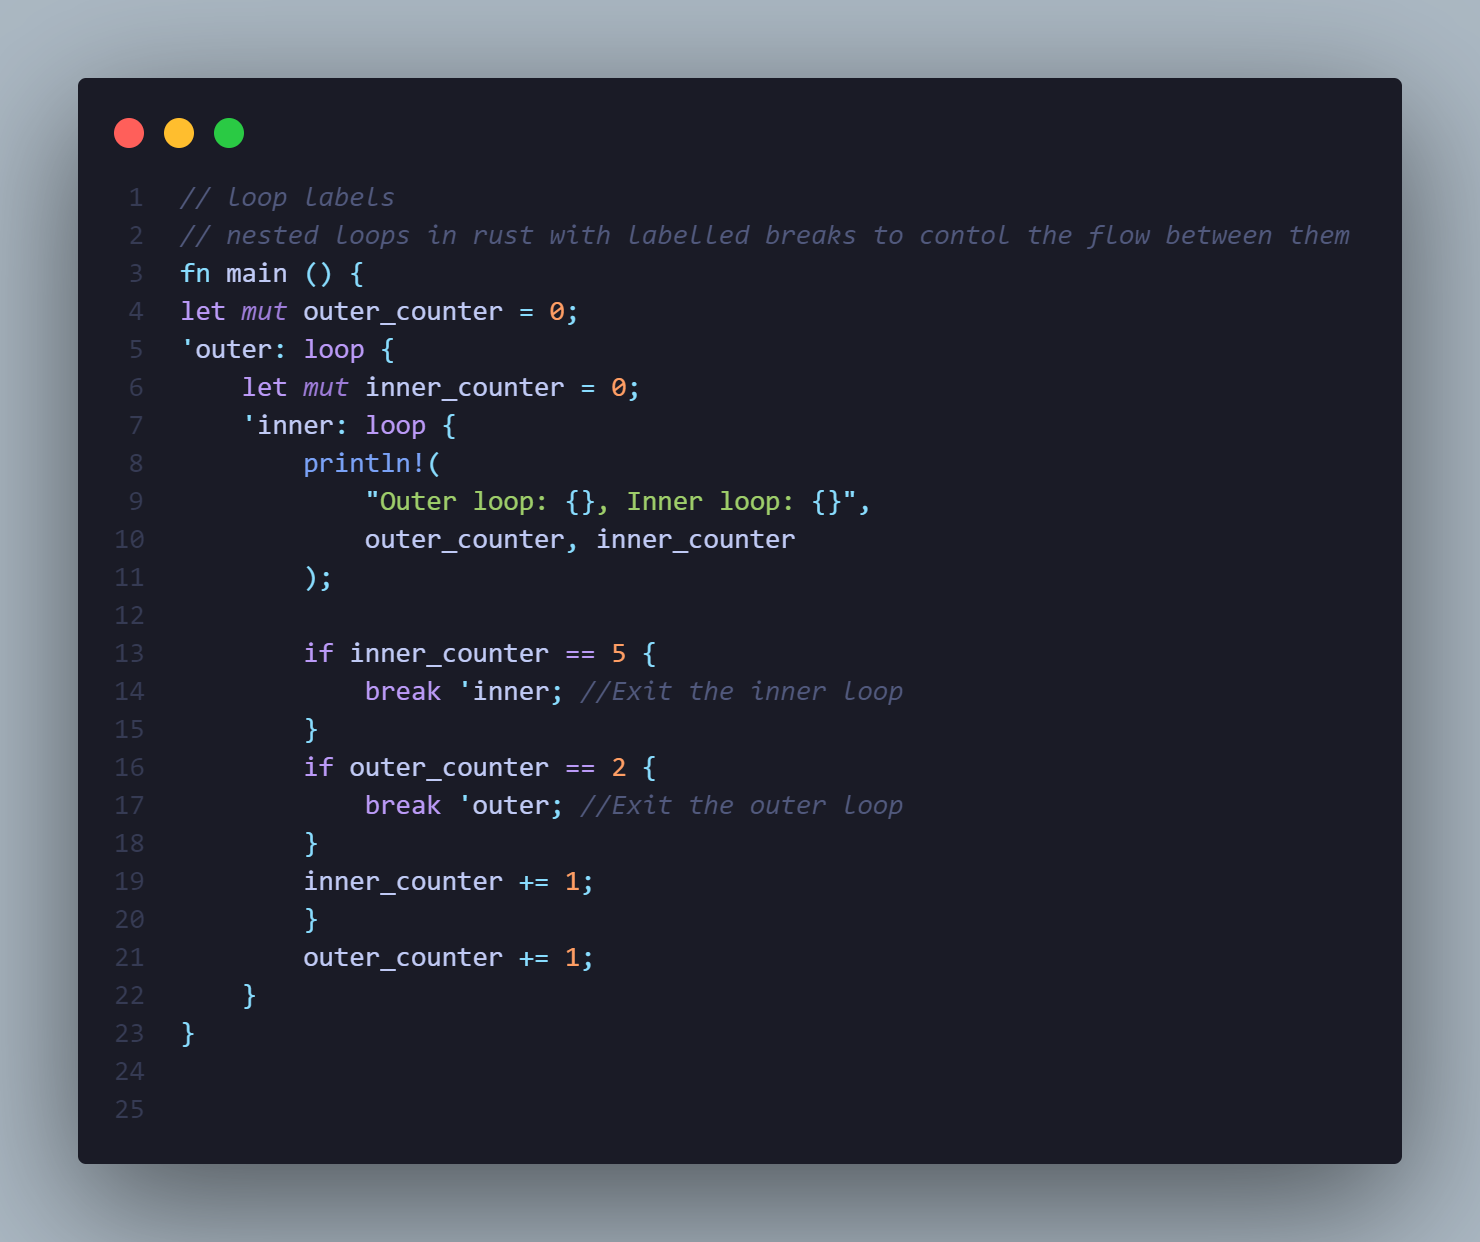 1 // loop labels
2 // nested loops in rust with labelled breaks to contol the flow between them
3 fn main () {
4 let mut outer_counter = 0;
5 'outer: loop {
6     let mut inner_counter = 0;
7     'inner: loop {
8         println!(
9             "Outer loop: {}, Inner loop: {}",
10             outer_counter, inner_counter
11         );
12
13         if inner_counter == 5 {
14             break 'inner; //Exit the inner loop
15         }
16         if outer_counter == 2 {
17             break 'outer; //Exit the outer loop
18         }
19         inner_counter += 1;
20         }
21         outer_counter += 1;
22     }
23 }
24
25